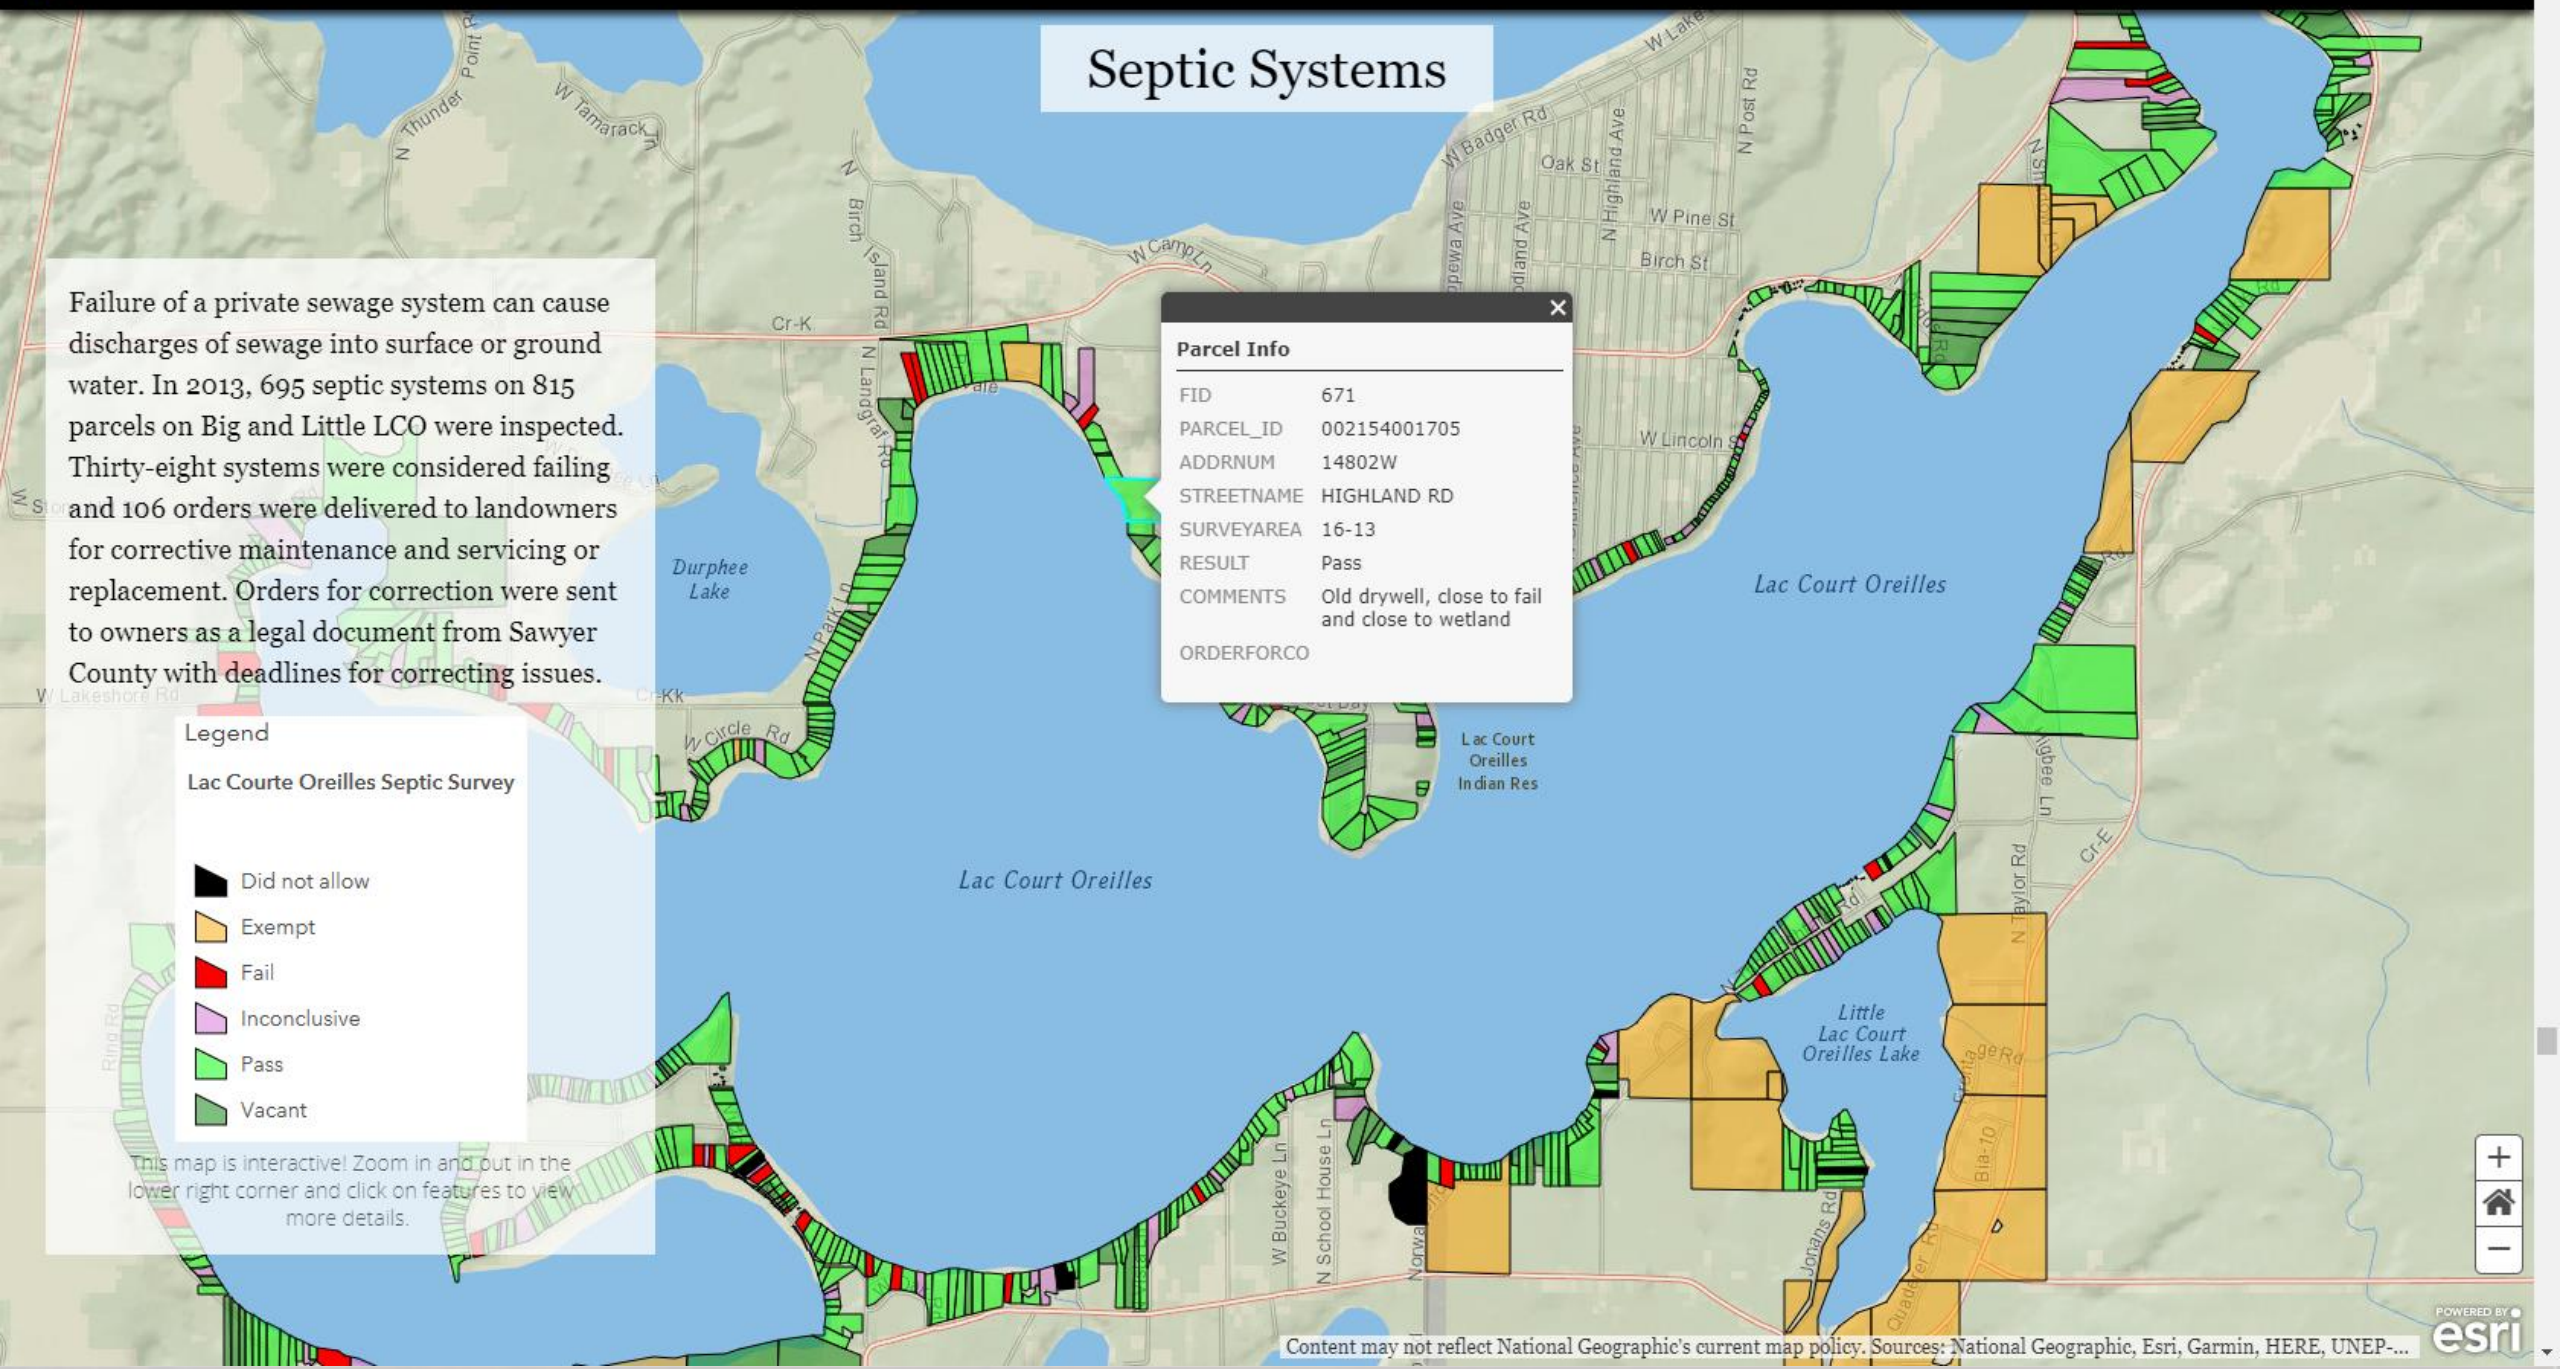 Septic Systems
Failure of a private sewage system can cause
discharges of sewage into surface or ground
water. In 2013, 695 septic systems on 815
parcels on Big and Little LCO were inspected.
Thirty-eight systems were considered failing
and 106 orders were delivered to landowners
for corrective maintenance and servicing or
replacement. Orders for correction were sent
to owners as a legal document from Sawyer
County with deadlines for correcting issues.
Legend
Lac Courte Oreilles Septic Survey
Did not allow
Exempt
Fail
Inconclusive
Pass
Vacant
This map is interactive! Zoom in and out in the
lower right corner and click on features to view
more details.
Parcel Info
FID 671
PARCEL_ID 002154001705
ADDRNUM 14802W
STREETNAME HIGHLAND RD
SURVEYAREA 16-13
RESULT Pass
COMMENTS Old drywell, close to fail
and close to wetland
ORDERFORCO
N Thunder Point
W Tamarack
N Birch Island Rd
W Camp Ln
W Lake
W Badger Rd
Oak St
N Highland Ave
N Post Rd
W Pine St
Birch St
Cr-K
N Landgraf Rd
W Lincoln
Durphee
Lake
N Park Ln
W Lakeshore Rd
Cr-Kk
W Circle Rd
Lac Court Oreilles
Lac Court
Oreilles
Indian Res
Lac Court Oreilles
Higbee Ln
Cr-E
N Taylor Rd
Rind Rd
Little
Lac Court
Oreilles Lake
Frontage Rd
Bia-10
W Buckeye Ln
N School House Ln
Jonans Rd
Quaderer Rd
+
−
POWERED BY
esri
Content may not reflect National Geographic's current map policy. Sources: National Geographic, Esri, Garmin, HERE, UNEP-...